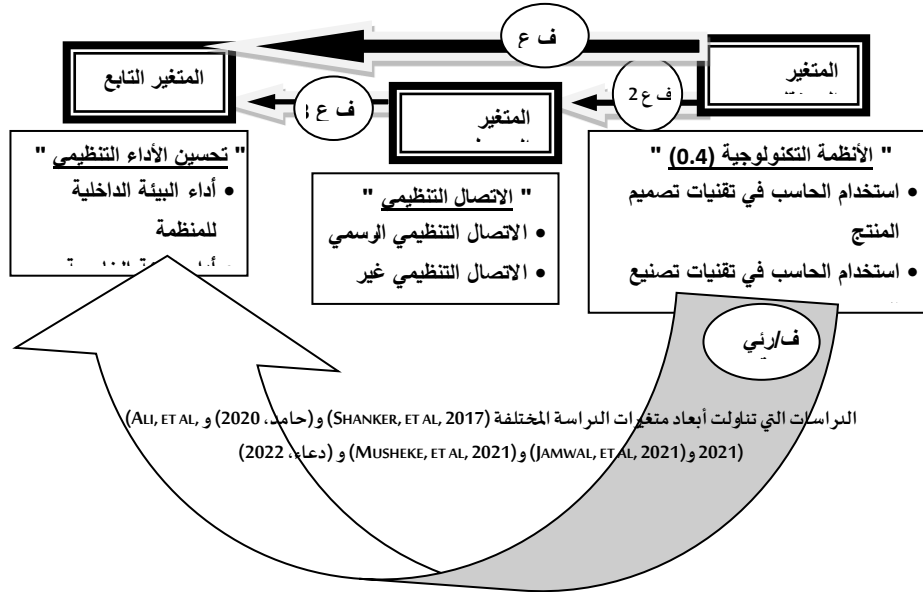 ف ع
المتغير
المتغير التابع
ف ع 2
ف ع
المتغير
" الأنظمة التكنولوجية (0.4) "
• استخدام الحاسب في تقنيات تصميم
المنتج
• استخدام الحاسب في تقنيات تصنيع
" الاتصال التنظيمي "
• الاتصال التنظيمي الرسمي
• الاتصال التنظيمي غير
" تحسين الأداء التنظيمي "
• أداء البيئة الداخلية
للمنظمة
ف/رئي
الدراسات التي تناولت أبعاد متغيرات الدراسة المختلفة (SHANKER, ET AL, 2017) و (حامد، 2020) و (ALI, ET AL,
2021) و (JAMWAL, ET AL, 2021) و (MUSHEKE, ET AL, 2021) و (دعاء، 2022)